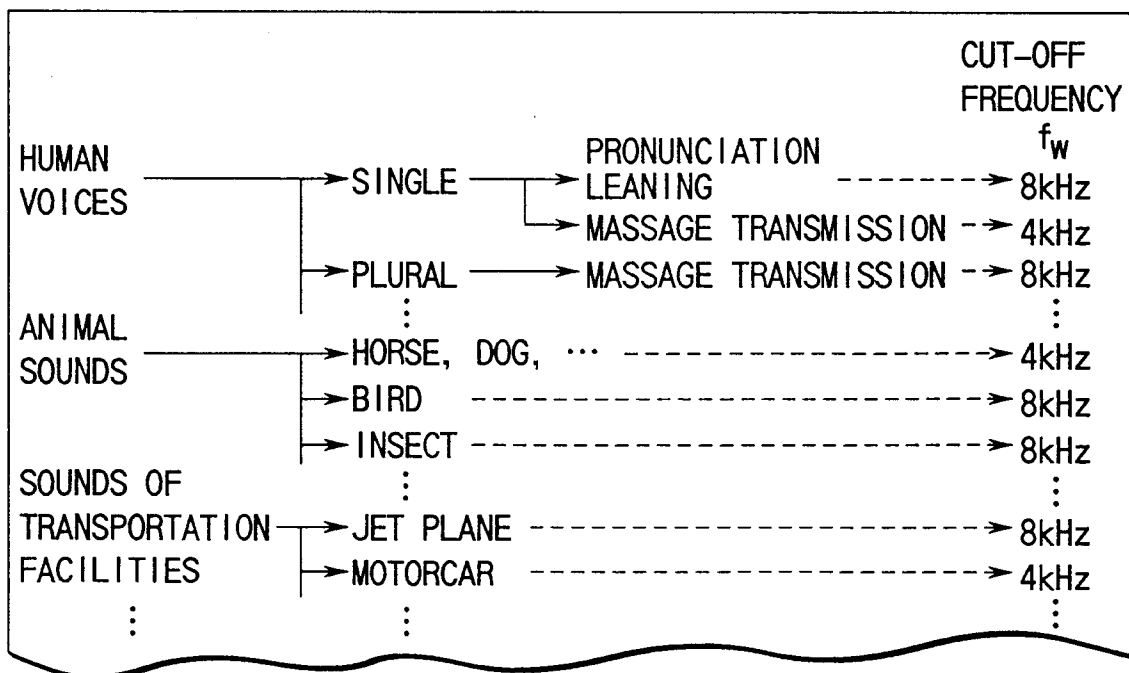 CUT-OFF
FREQUENCY
fw
HUMAN
VOICES
SINGLE
PRONUNCIATION
LEANING
8kHz
MASSAGE TRANSMISSION
4kHz
PLURAL
MASSAGE TRANSMISSION
8kHz
ANIMAL
SOUNDS
HORSE, DOG, ...
4kHz
BIRD
8kHz
INSECT
8kHz
SOUNDS OF
TRANSPORTATION
FACILITIES
JET PLANE
8kHz
MOTORCAR
4kHz